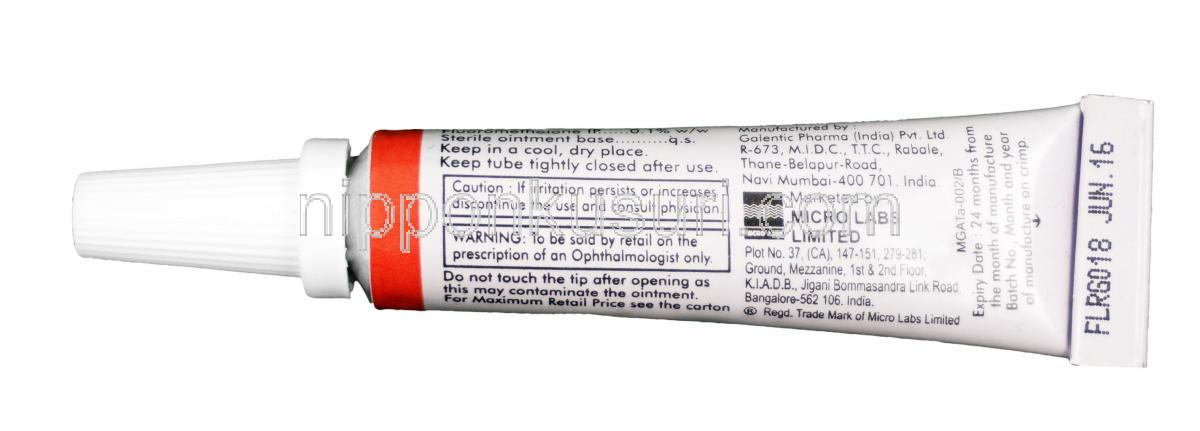 Fluorometholone IP.....0.1% w/w
Sterile ointment base..........q.s.
Keep in a cool, dry place.
Keep tube tightly closed after use.
Caution : If irritation persists or increases
discontinue the use and consult physician.
WARNING: To be sold by retail on the
prescription of an Ophthalmologist only.
Do not touch the tip after opening as
this may contaminate the ointment.
For Maximum Retail Price see the carton
Manufactured by :
Galentic Pharma (India) Pvt. Ltd.
R-673, M.I.D.C., T.T.C., Rabale,
Thane-Belapur-Road,
Navi Mumbai-400 701. India.
Marketed by
MICRO LABS
LIMITED
Plot No. 37, (CA), 147-151, 279-281,
Ground, Mezzanine, 1st & 2nd Floor,
K.I.A.D.B., Jigani Bommasandra Link Road,
Bangalore-562 106. India.
® Regd. Trade Mark of Micro Labs Limited
MGATa-002/B
Expiry Date : 24 months from
the month of manufacture
Batch No., Month and year
of manufacture on crimp.
FLRG018 JUN.16
nipponkusuri.com